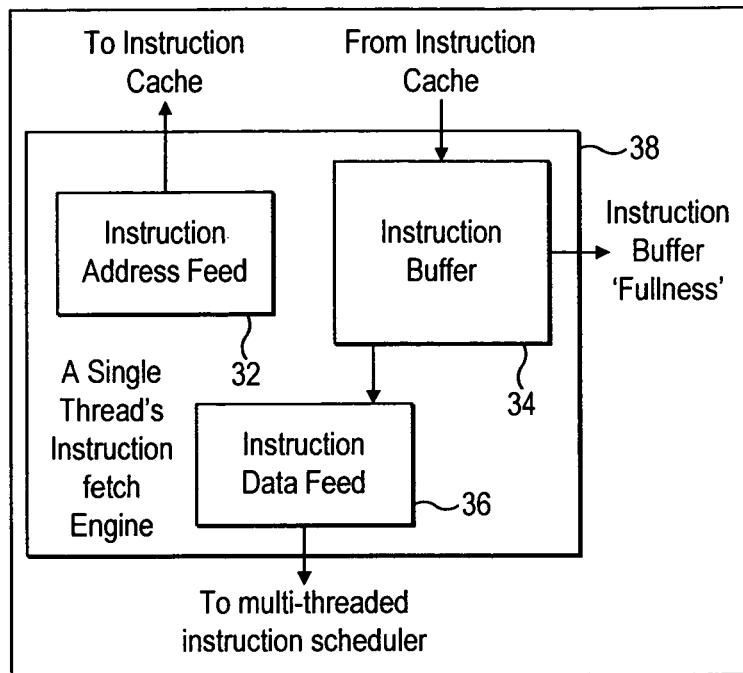 To Instruction
Cache
From Instruction
Cache
38
Instruction
Address Feed
32
Instruction
Buffer
34
Instruction
Buffer
‘Fullness’
A Single
Thread's
Instruction
fetch
Engine
Instruction
Data Feed
36
To multi-threaded
instruction scheduler